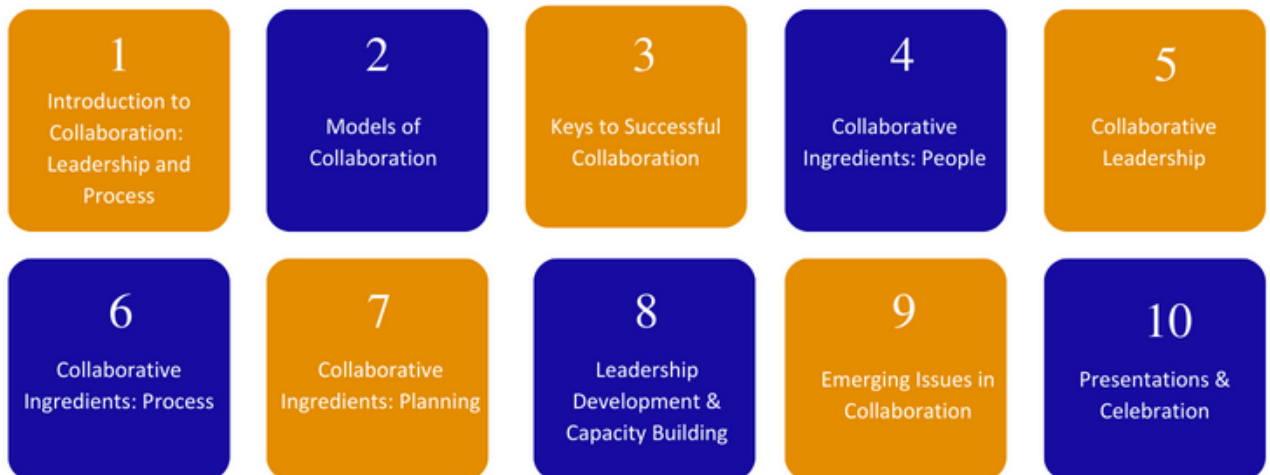 1
Introduction to
Collaboration:
Leadership and
Process
2
Models of
Collaboration
3
Keys to Successful
Collaboration
4
Collaborative
Ingredients: People
5
Collaborative
Leadership
6
Collaborative
Ingredients: Process
7
Collaborative
Ingredients: Planning
8
Leadership
Development &
Capacity Building
9
Emerging Issues in
Collaboration
10
Presentations &
Celebration